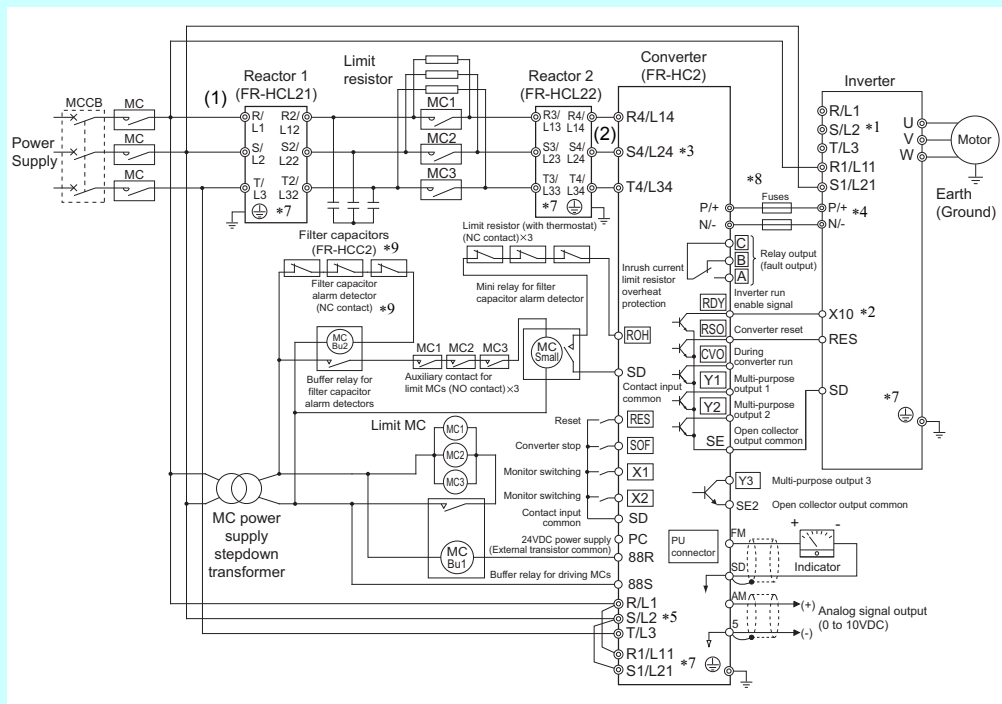 MCCB
MC
MC
MC
Power
Supply
(1)
Reactor 1
(FR-HCL21)
R/
L1
R2/
L12
S/
L2
S2/
L22
T/
L3
T2/
L32
*7
Limit
resistor
MC1
MC2
MC3
Reactor 2
(FR-HCL22)
R3/
L13
R4/
L14
S3/
L23
S4/
L24
T3/
L33
T4/
L34
*7
(2)
Converter
(FR-HC2)
R4/L14
S4/L24 *3
T4/L34
*8
P/+
N/-
Fuses
Inverter
R/L1
S/L2 *1
T/L3
R1/L11
S1/L21
P/+ *4
N/-
U
V
W
Motor
Earth
(Ground)
Filter capacitors
(FR-HCC2) *9
Filter capacitor
alarm detector
(NC contact) *9
Limit resistor (with thermostat)
(NC contact)×3
Mini relay for filter
capacitor alarm detector
Inrush current
limit resistor
overheat
protection
C
B
A
Relay output
(fault output)
RDY
Inverter run
enable signal
RSO
Converter reset
CVO
During
converter run
Y1
Multi-purpose
output 1
Y2
Multi-purpose
output 2
SE
Open collector
output common
X10 *2
RES
SD
*7
MC
Bu2
Buffer relay for
filter capacitor
alarm detectors
MC1 MC2 MC3
Auxiliary contact for
limit MCs (NO contact)×3
MC
Small
ROH
SD
Contact input
common
Limit MC
MC1
MC2
MC3
Reset
RES
Converter stop
SOF
Monitor switching
X1
Monitor switching
X2
Contact input
common
SD
24VDC power supply
(External transistor common)
PC
MC
Bu1
88R
Buffer relay for driving MCs
88S
MC power
supply
stepdown
transformer
R/L1
S/L2 *5
T/L3
R1/L11
S1/L21
*7
Y3
Multi-purpose output 3
SE2
Open collector output common
PU
connector
FM
SD
+ -
Indicator
AM
5
(+)
(-)
Analog signal output
(0 to 10VDC)